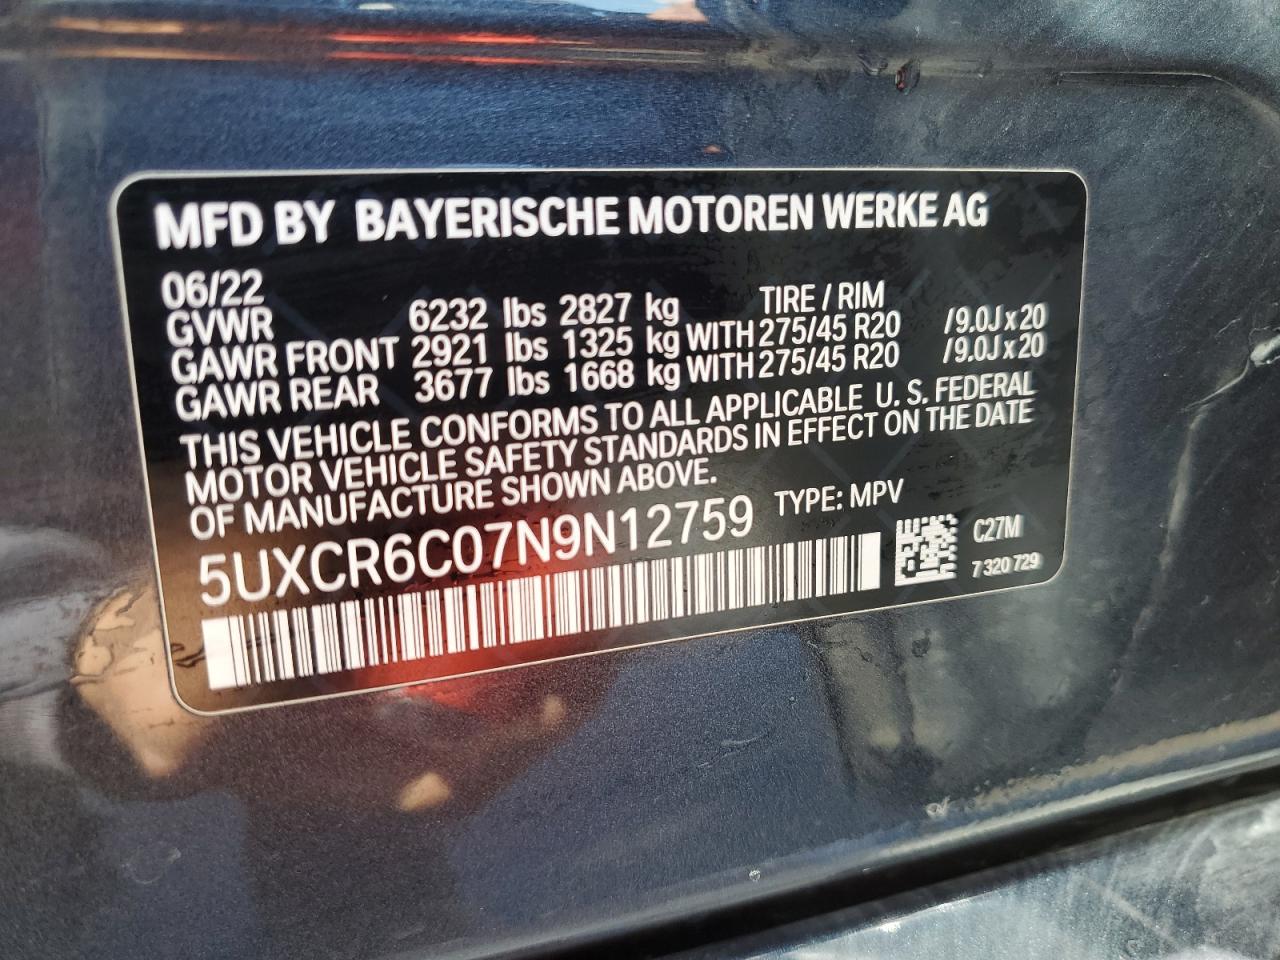 MFD BY BAYERISCHE MOTOREN WERKE AG
06/22 TIRE / RIM
GVWR 6232 lbs 2827 kg
GAWR FRONT 2921 lbs 1325 kg WITH 275/45 R20 /9.0J x 20
GAWR REAR 3677 lbs 1668 kg WITH 275/45 R20 /9.0J x 20
THIS VEHICLE CONFORMS TO ALL APPLICABLE U. S. FEDERAL
MOTOR VEHICLE SAFETY STANDARDS IN EFFECT ON THE DATE
OF MANUFACTURE SHOWN ABOVE.
5UXCR6C07N9N12759 TYPE: MPV
C27M
7 320 729